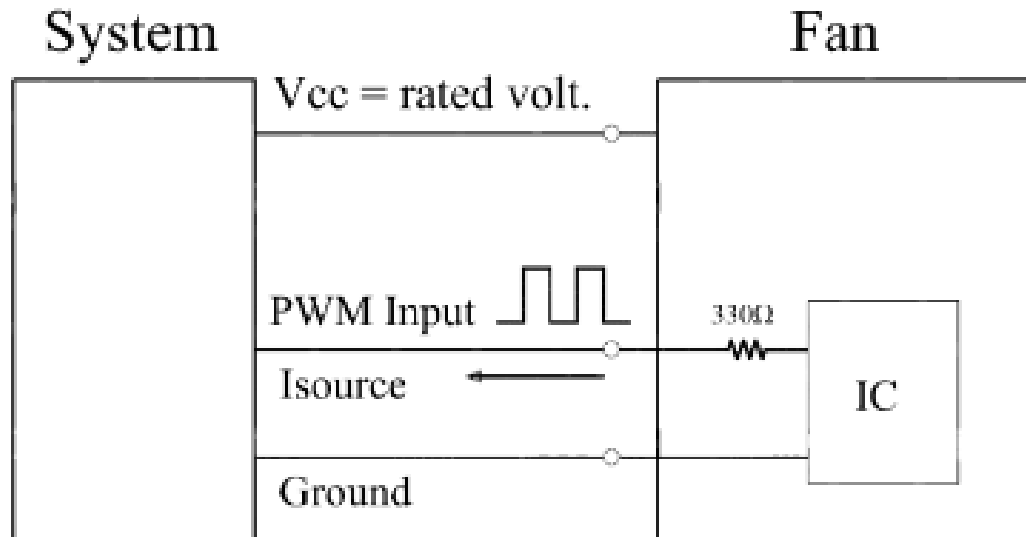 System
Fan
Vcc = rated volt.
PWM Input
330Ω
Isource
IC
Ground